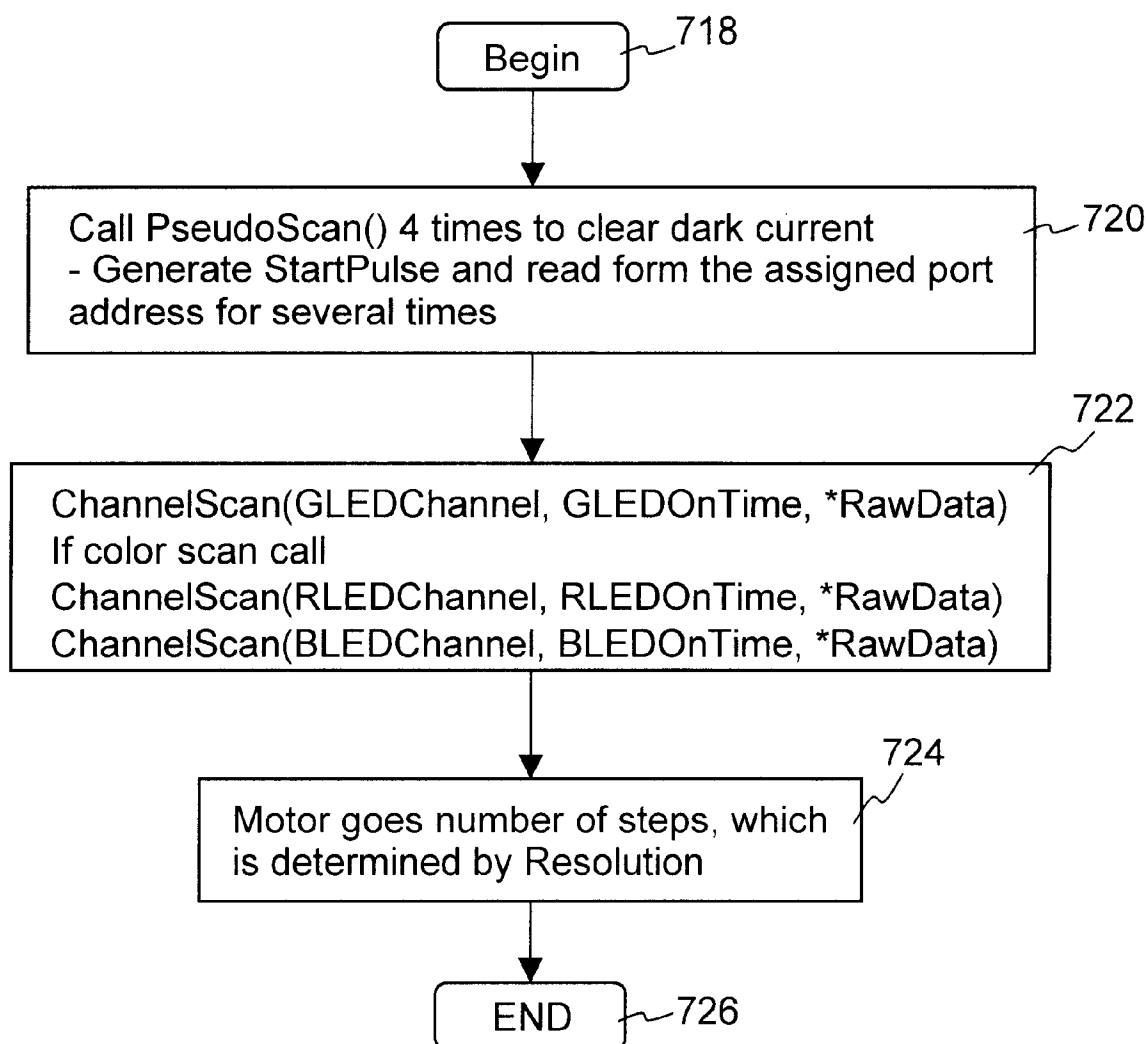 Begin
718
Call PseudoScan() 4 times to clear dark current
- Generate StartPulse and read form the assigned port
address for several times
720
722
ChannelScan(GLEDChannel, GLEDOnTime, *RawData)
If color scan call
ChannelScan(RLEDChannel, RLEDOnTime, *RawData)
ChannelScan(BLEDChannel, BLEDOnTime, *RawData)
724
Motor goes number of steps, which
is determined by Resolution
END
726